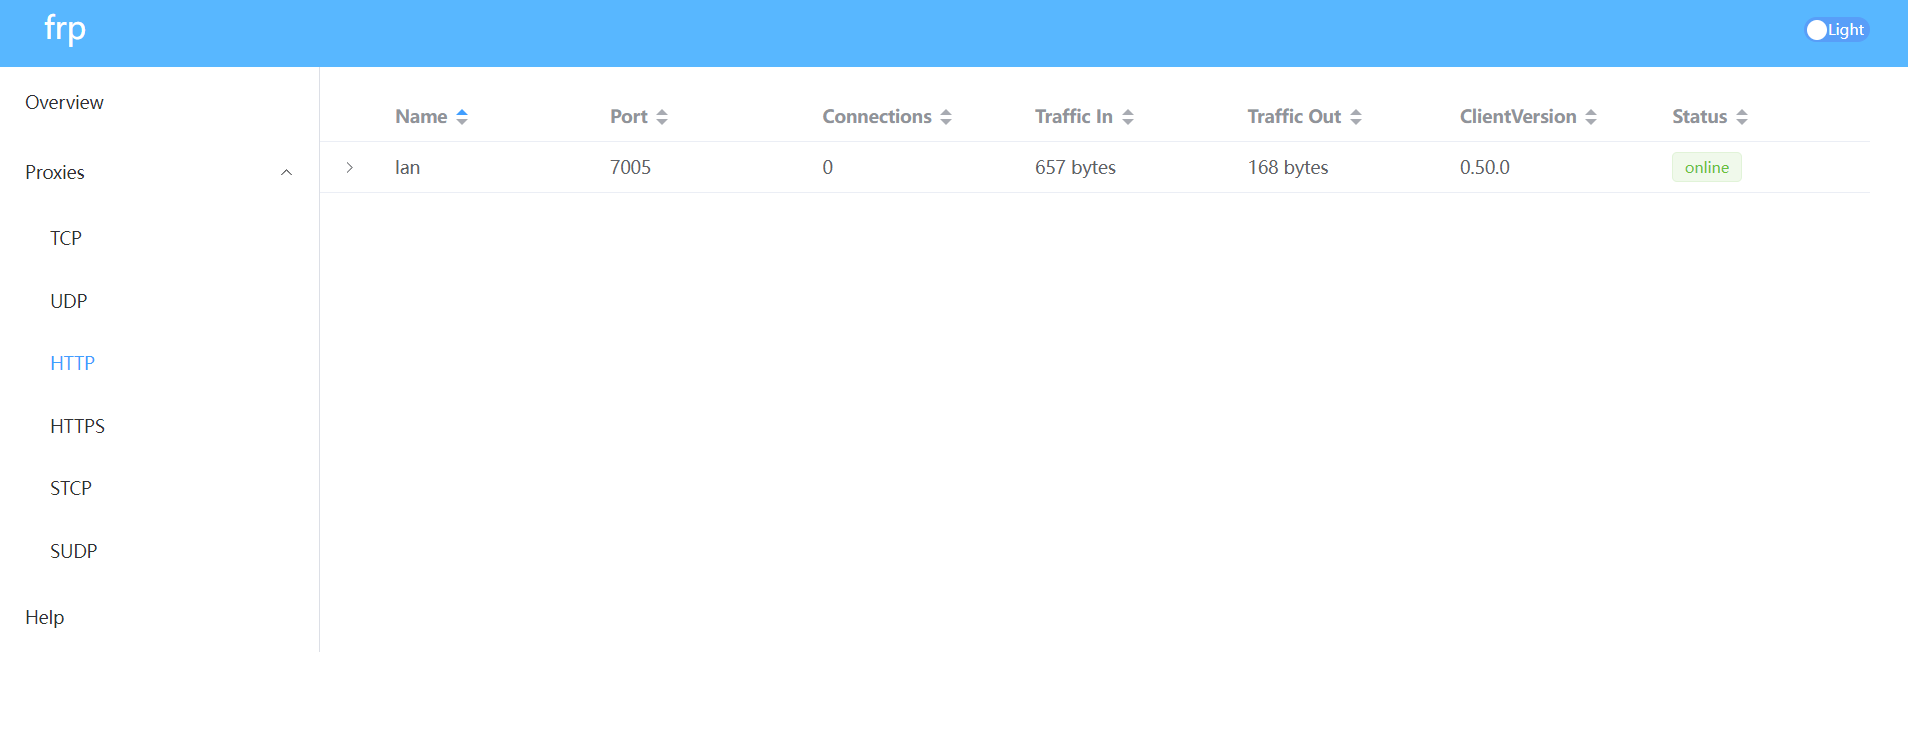 frp
Light
Overview
Proxies
TCP
UDP
HTTP
HTTPS
STCP
SUDP
Help
Name Port Connections Traffic In Traffic Out ClientVersion Status
lan 7005 0 657 bytes 168 bytes 0.50.0 online